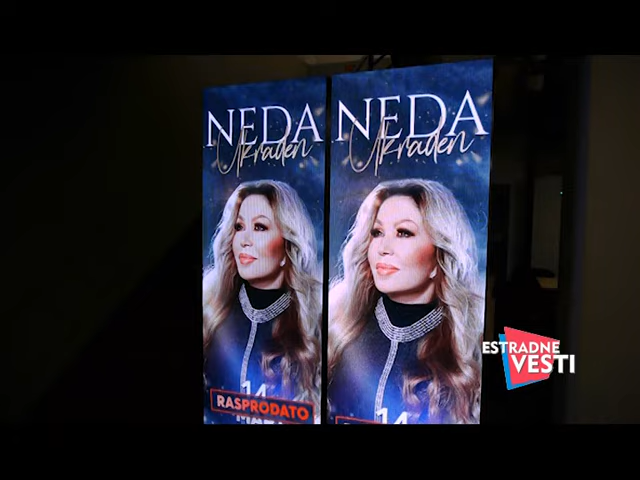 NEDA
Ukraden
14
RASPRODATO
NEDA
Ukraden
14
ESTRADNE
VESTI